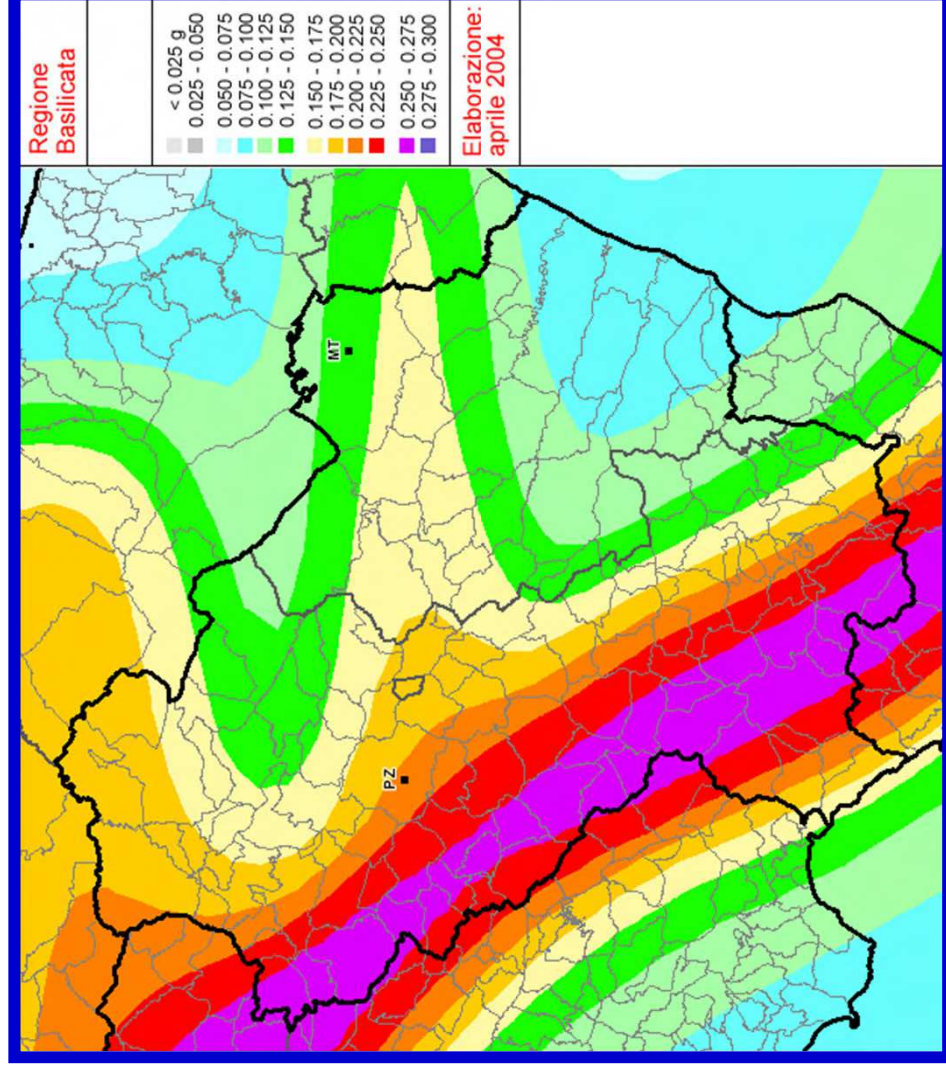 Regione
Basilicata
< 0.025 g
0.025 - 0.050
0.050 - 0.075
0.075 - 0.100
0.100 - 0.125
0.125 - 0.150
0.150 - 0.175
0.175 - 0.200
0.200 - 0.225
0.225 - 0.250
0.250 - 0.275
0.275 - 0.300
Elaborazione:
aprile 2004
MT
PZ